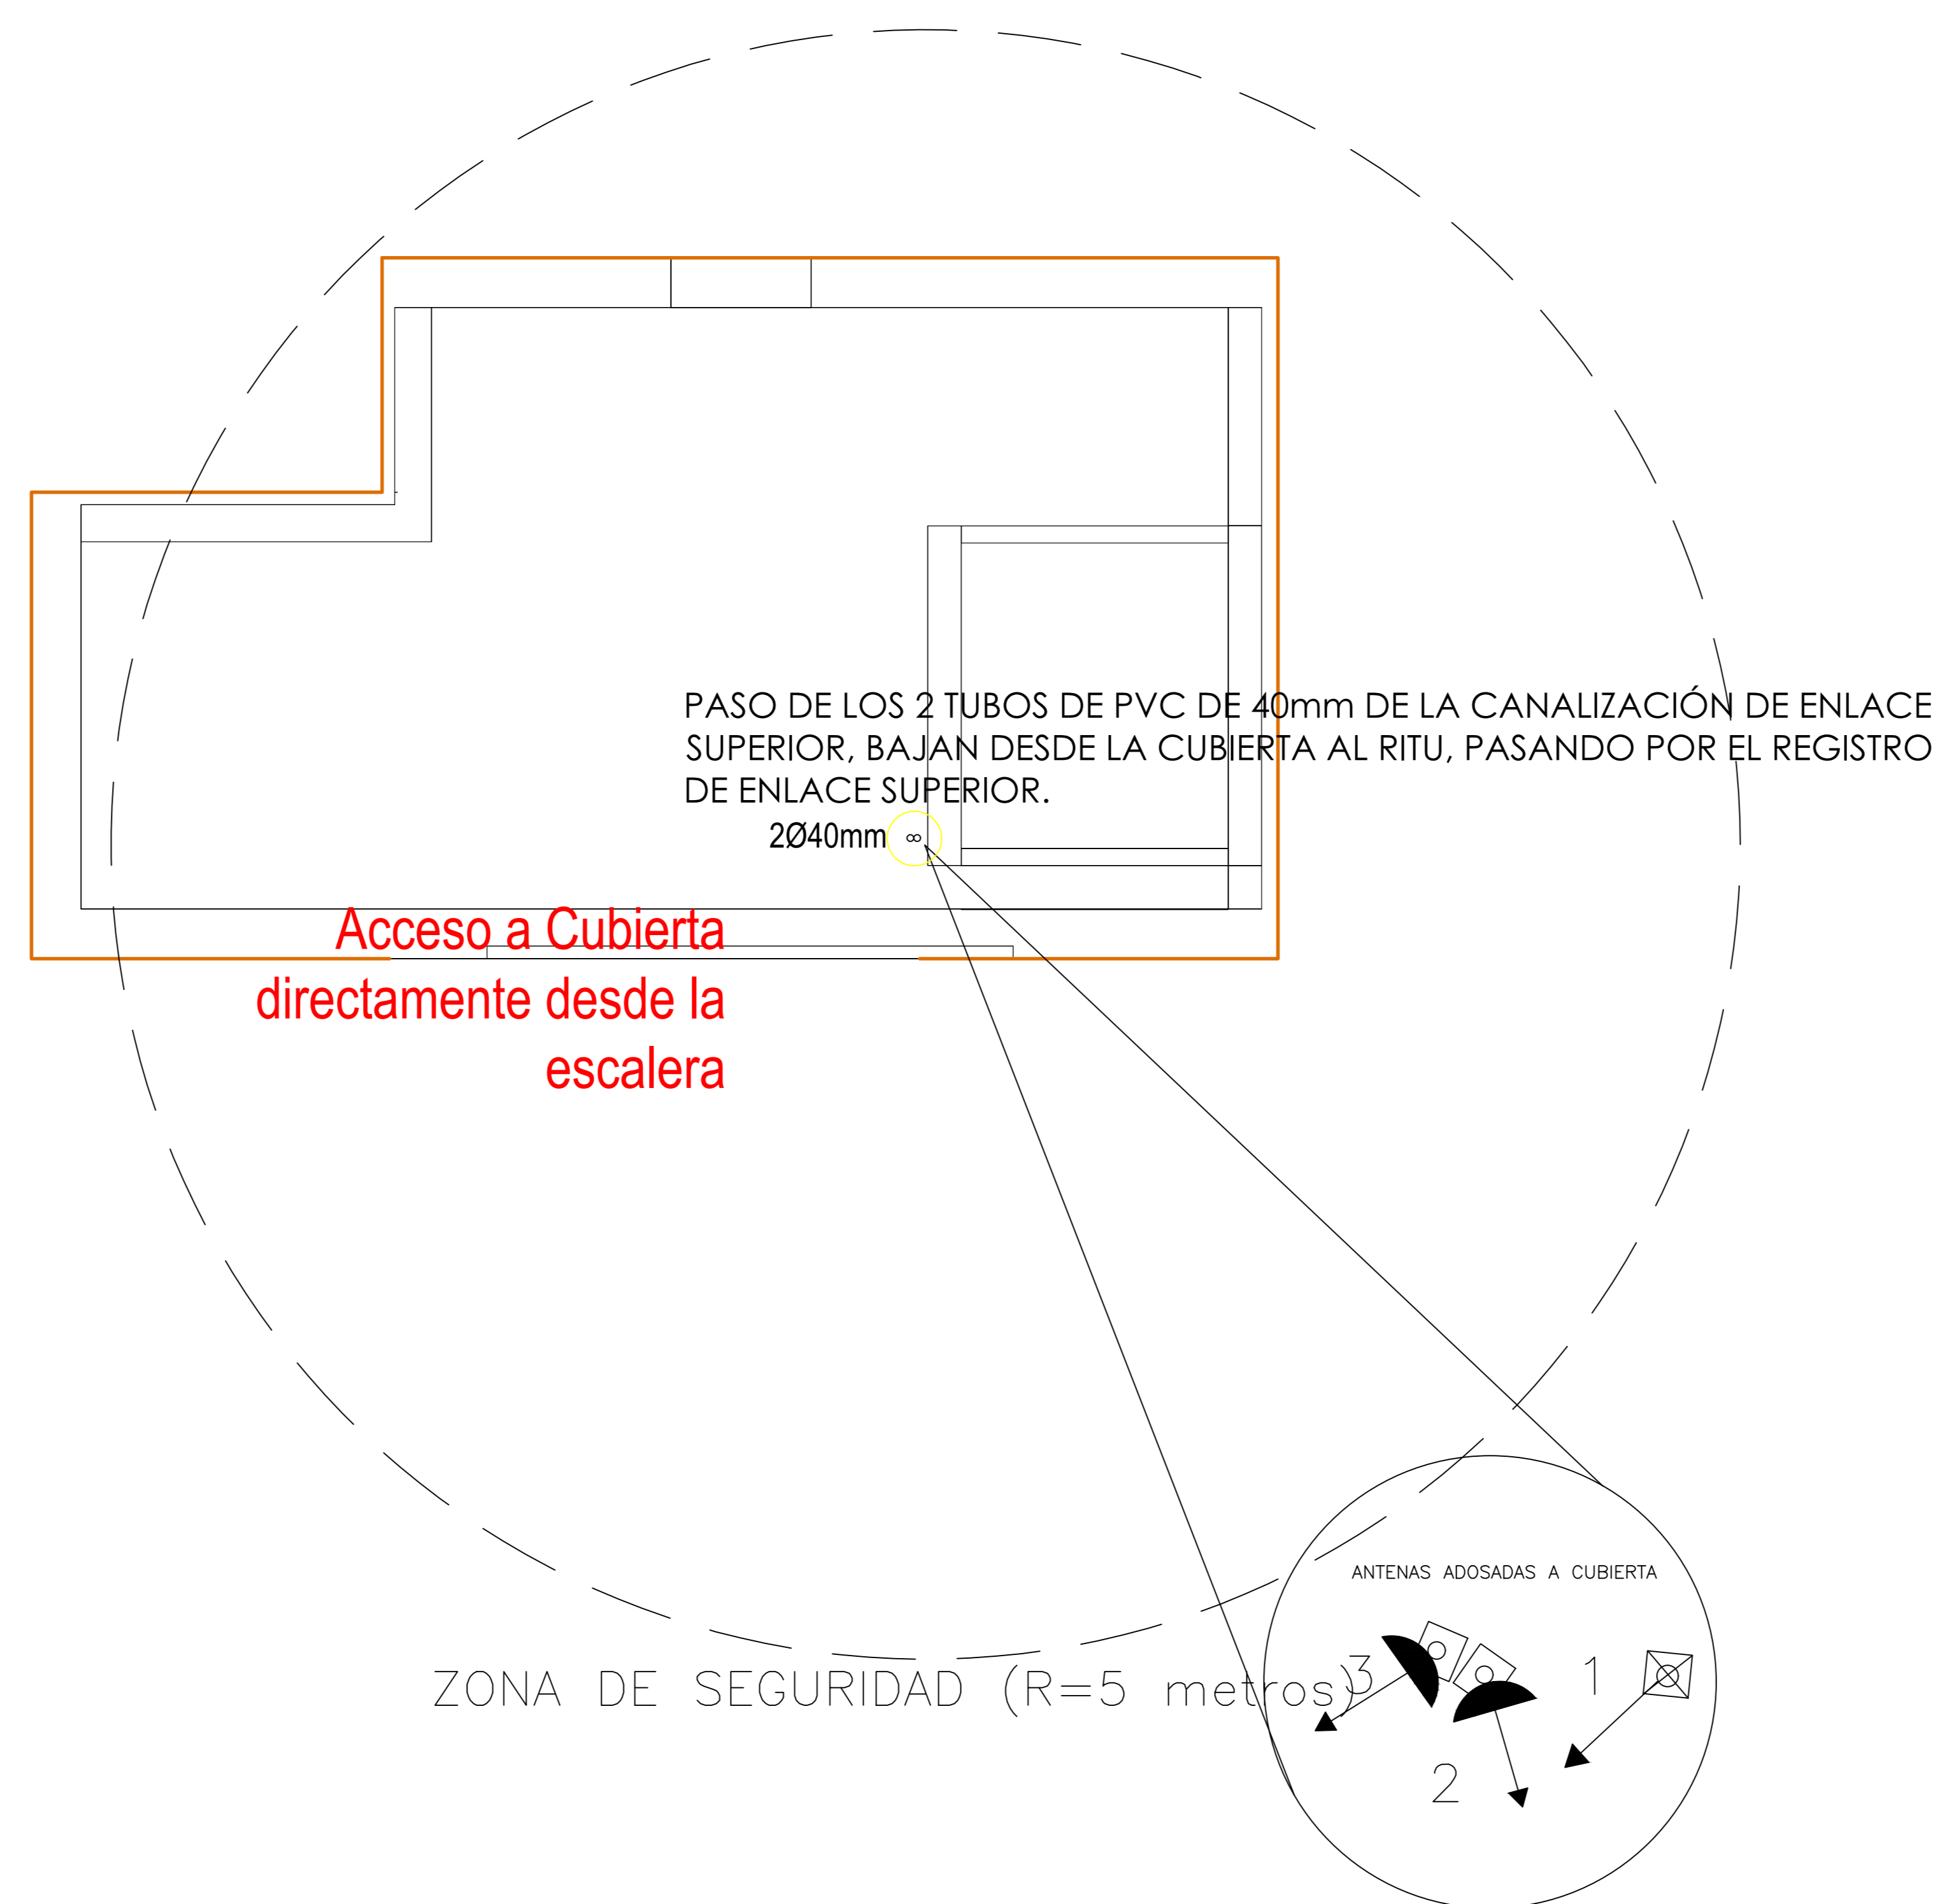 PASO DE LOS 2 TUBOS DE PVC DE 40mm DE LA CANALIZACIÓN DE ENLACE
SUPERIOR, BAJAN DESDE LA CUBIERTA AL RITU, PASANDO POR EL REGISTRO
DE ENLACE SUPERIOR.
2Ø40mm
Acceso a Cubierta
directamente desde la
escalera
ANTENAS ADOSADAS A CUBIERTA
ZONA DE SEGURIDAD (R=5 metros)
3
1
2